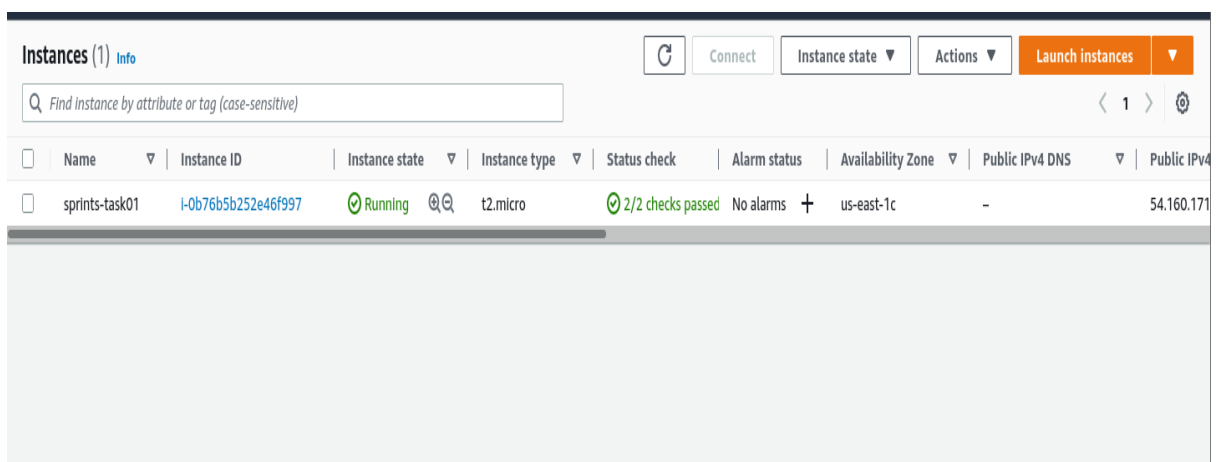 Instances (1) Info
Connect Instance state Actions Launch instances
Find instance by attribute or tag (case-sensitive)
1
Name Instance ID Instance state Instance type Status check Alarm status Availability Zone Public IPv4 DNS Public IPv4
sprints-task01 i-0b76b5b252e46f997 Running t2.micro 2/2 checks passed No alarms us-east-1c – 54.160.171